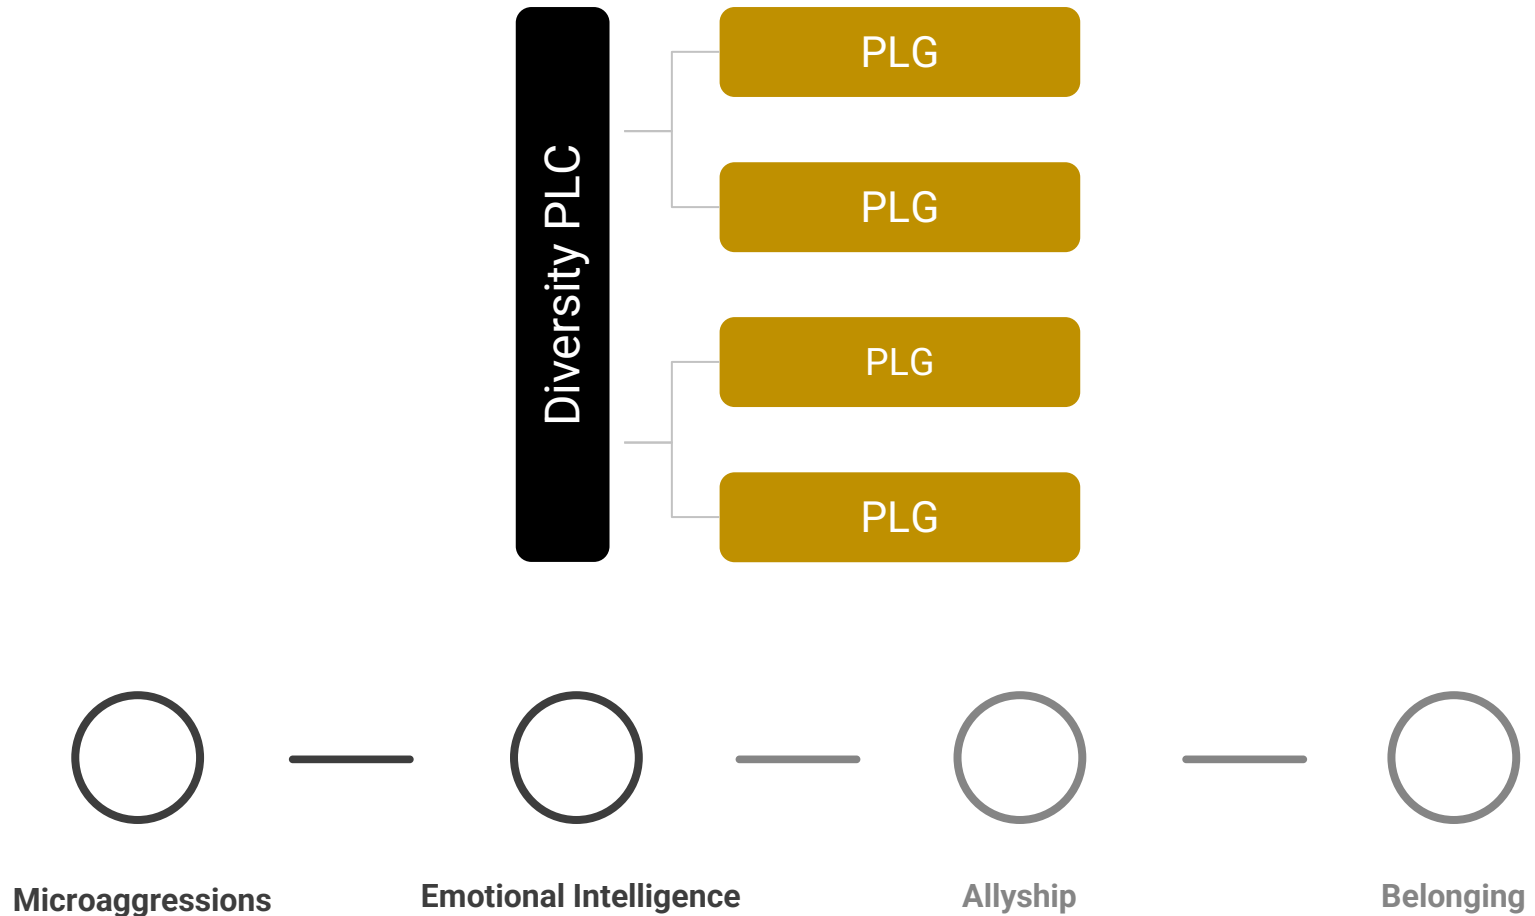 Diversity PLC
PLG
PLG
PLG
PLG
Microaggressions
Emotional Intelligence
Allyship
Belonging